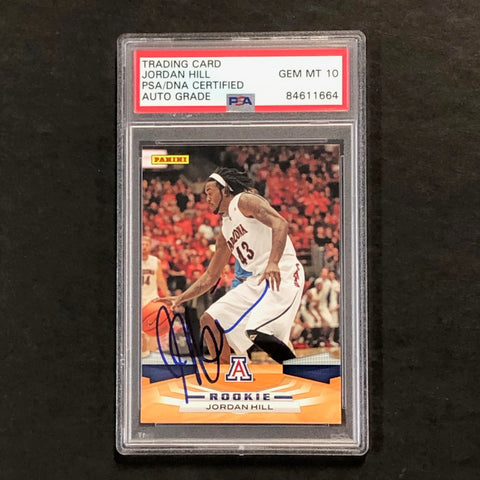 TRADING CARD
JORDAN HILL GEM MT 10
PSA/DNA CERTIFIED
AUTO GRADE PSA 84611664
PANINI
ARIZONA
43
44
A
ROOKIE
JORDAN HILL